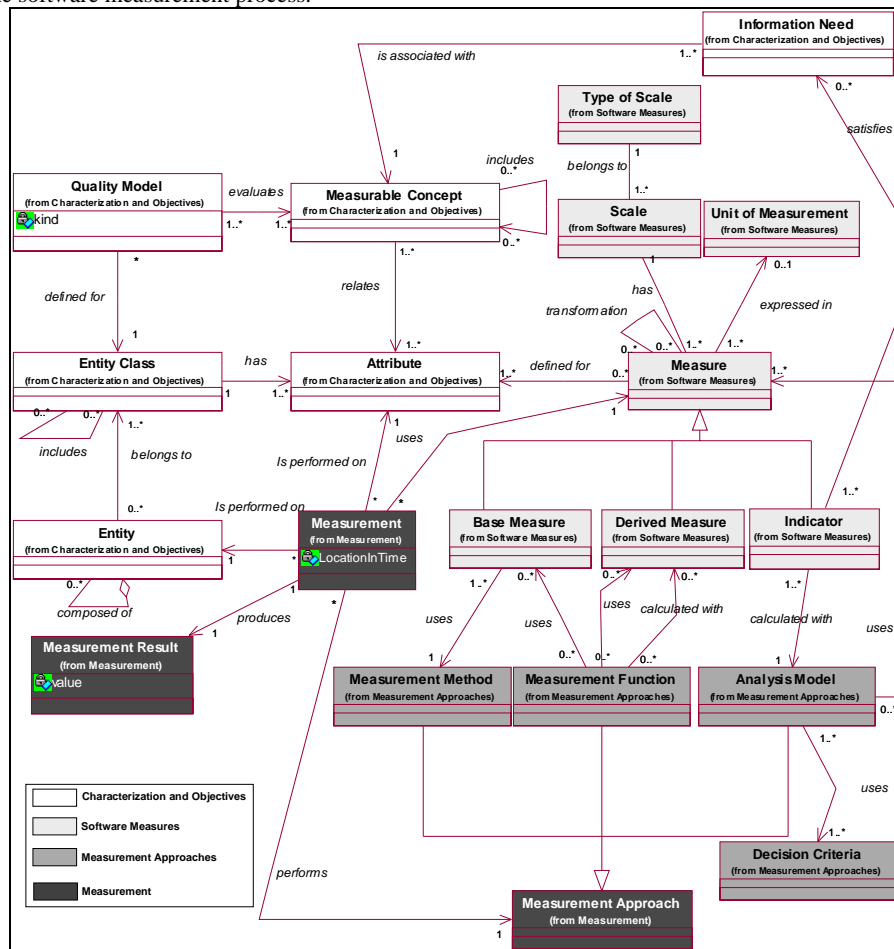 e software measurement process.
Information Need
(from Characterization and Objectives)
is associated with
1..*
1..*
0..*
Type of Scale
(from Software Measures)
satisfies
1
1
includes
0..*
belongs to
Quality Model
(from Characterization and Objectives)
kind
evaluates
1..*
1..*
Measurable Concept
(from Characterization and Objectives)
1..*
Scale
(from Software Measures)
Unit of Measurement
(from Software Measures)
0..*
*
1..*
1
0..1
defined for
relates
has
transformation
expressed in
1
1..*
0..*
0..*
1..*
1..*
Entity Class
(from Characterization and Objectives)
has
1
1..*
Attribute
(from Characterization and Objectives)
defined for
1..*
0..*
Measure
(from Software Measures)
1..*
0..*
0..*
1..*
1
uses
1
includes
belongs to
Is performed on
0..*
Is performed on
*
*
1..*
Entity
(from Characterization and Objectives)
Measurement
(from Measurement)
LocationInTime
Base Measure
(from Software Measures)
Derived Measure
(from Software Measures)
Indicator
(from Software Measures)
1
*
0..*
composed of
1
*
1..*
0..*
0..*
0..*
1..*
produces
uses
uses
uses
calculated with
calculated with
uses
1
Measurement Result
(from Measurement)
value
1
0..*
0..*
0..*
1
Measurement Method
(from Measurement Approaches)
Measurement Function
(from Measurement Approaches)
Analysis Model
(from Measurement Approaches)
0..*
1..*
uses
Characterization and Objectives
Software Measures
Measurement Approaches
Measurement
1..*
Decision Criteria
(from Measurement Approaches)
performs
Measurement Approach
(from Measurement)
1